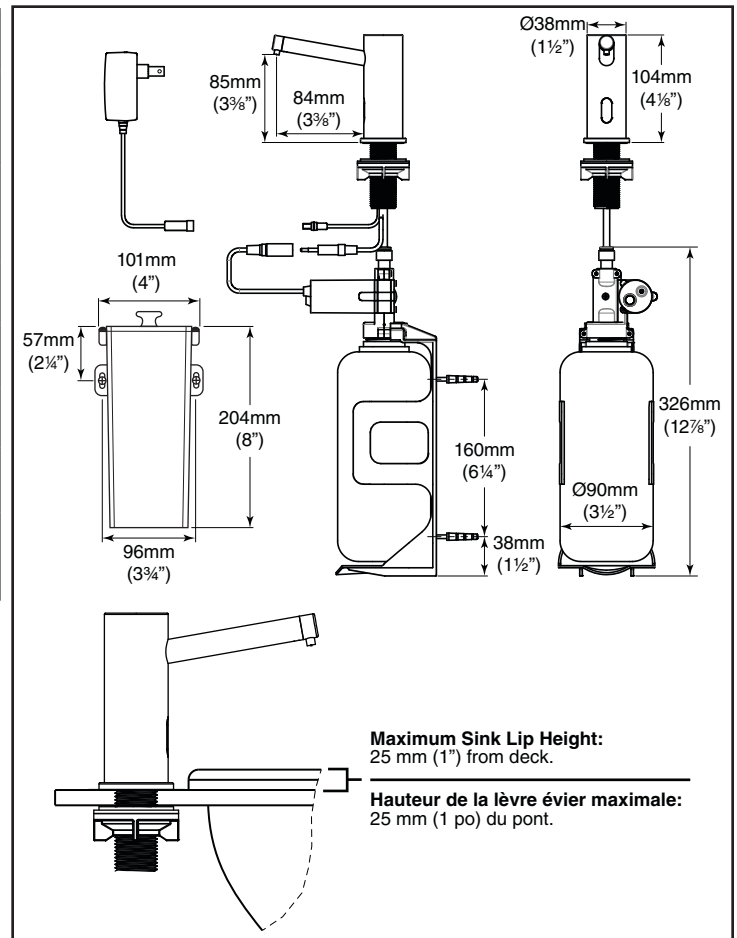 Ø38mm
(1½”)
85mm
(3⅜”)
84mm
(3⅜”)
104mm
(4⅛”)
101mm
(4”)
57mm
(2¼”)
204mm
(8”)
160mm
(6¼”)
326mm
(12⅞”)
Ø90mm
(3½”)
96mm
(3¾”)
38mm
(1½”)
Maximum Sink Lip Height:
25 mm (1”) from deck.
Hauteur de la lèvre évier maximale:
25 mm (1 po) du pont.